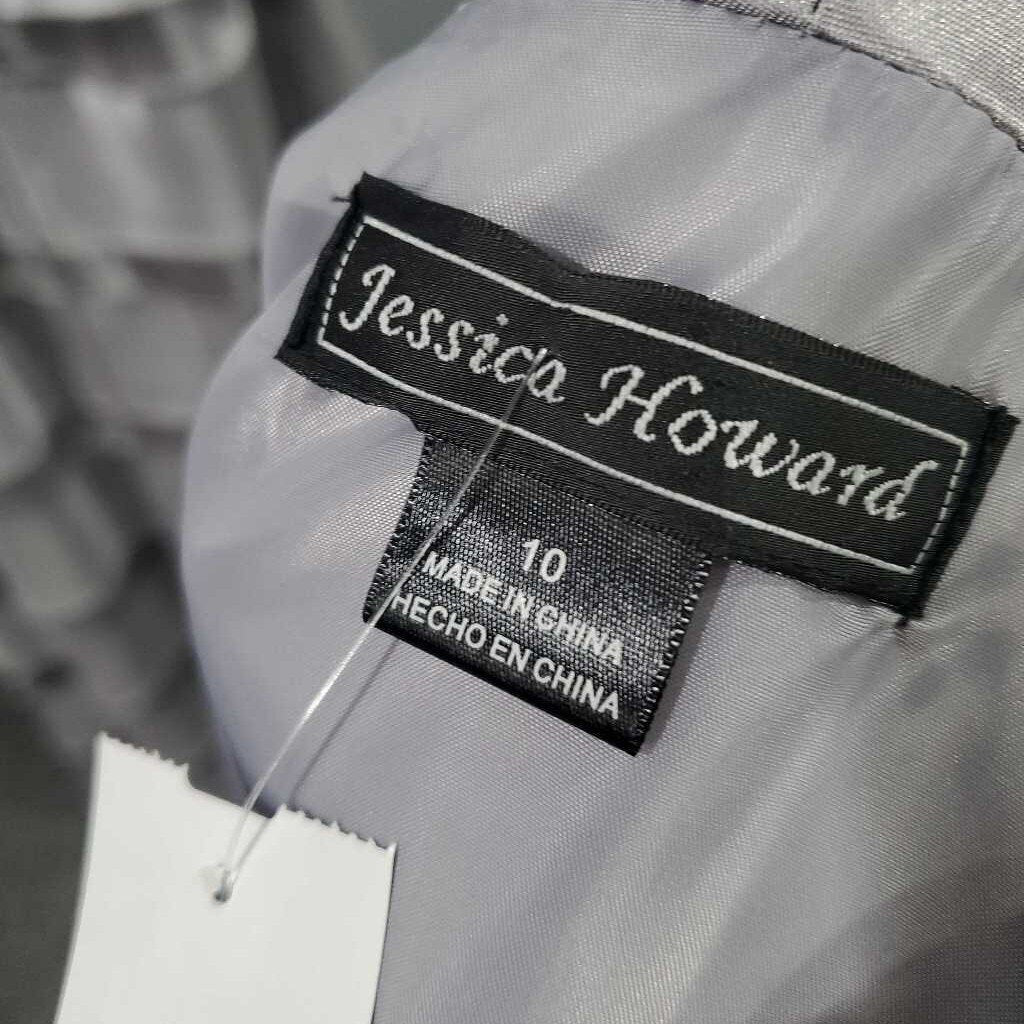 Jessica Howard
10
MADE IN CHINA
HECHO EN CHINA